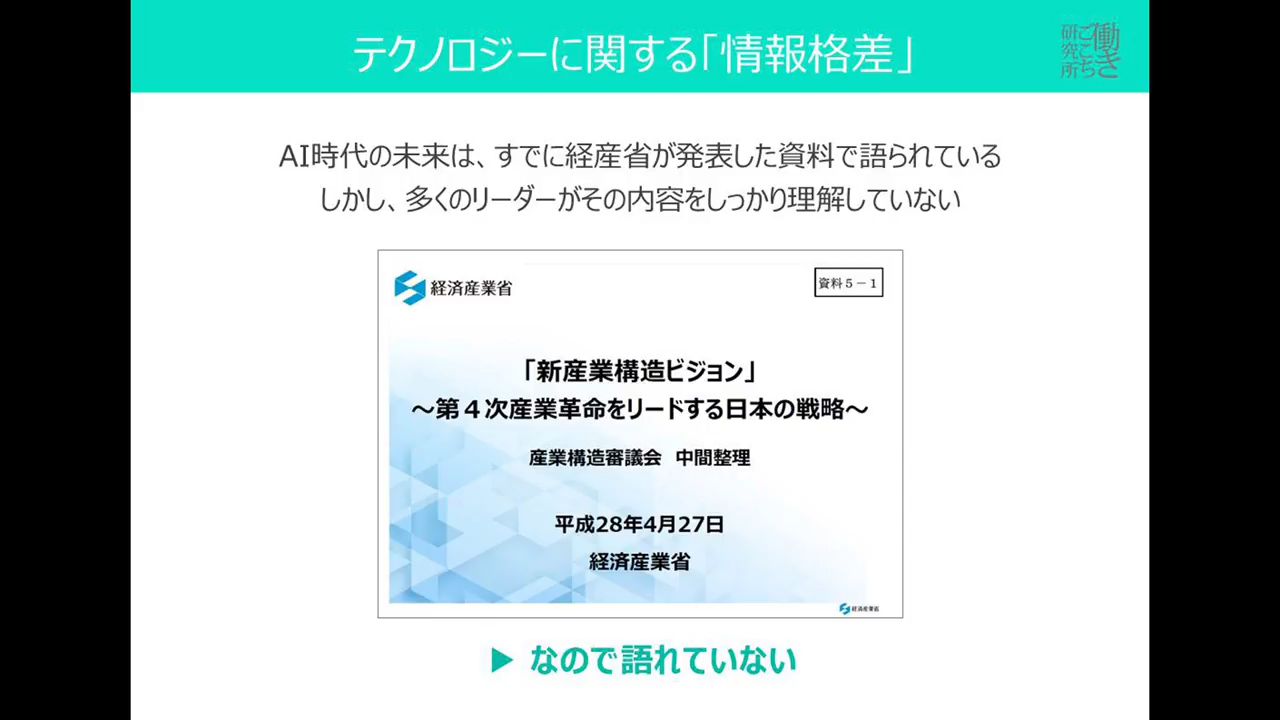 テクノロジーに関する「情報格差」
働きごこち研究所
AI時代の未来は、すでに経産省が発表した資料で語られている
しかし、多くのリーダーがその内容をしっかり理解していない
経済産業省
資料５－１
「新産業構造ビジョン」
～第４次産業革命をリードする日本の戦略～
産業構造審議会　中間整理
平成28年4月27日
経済産業省
経済産業省
▶ なので語れていない